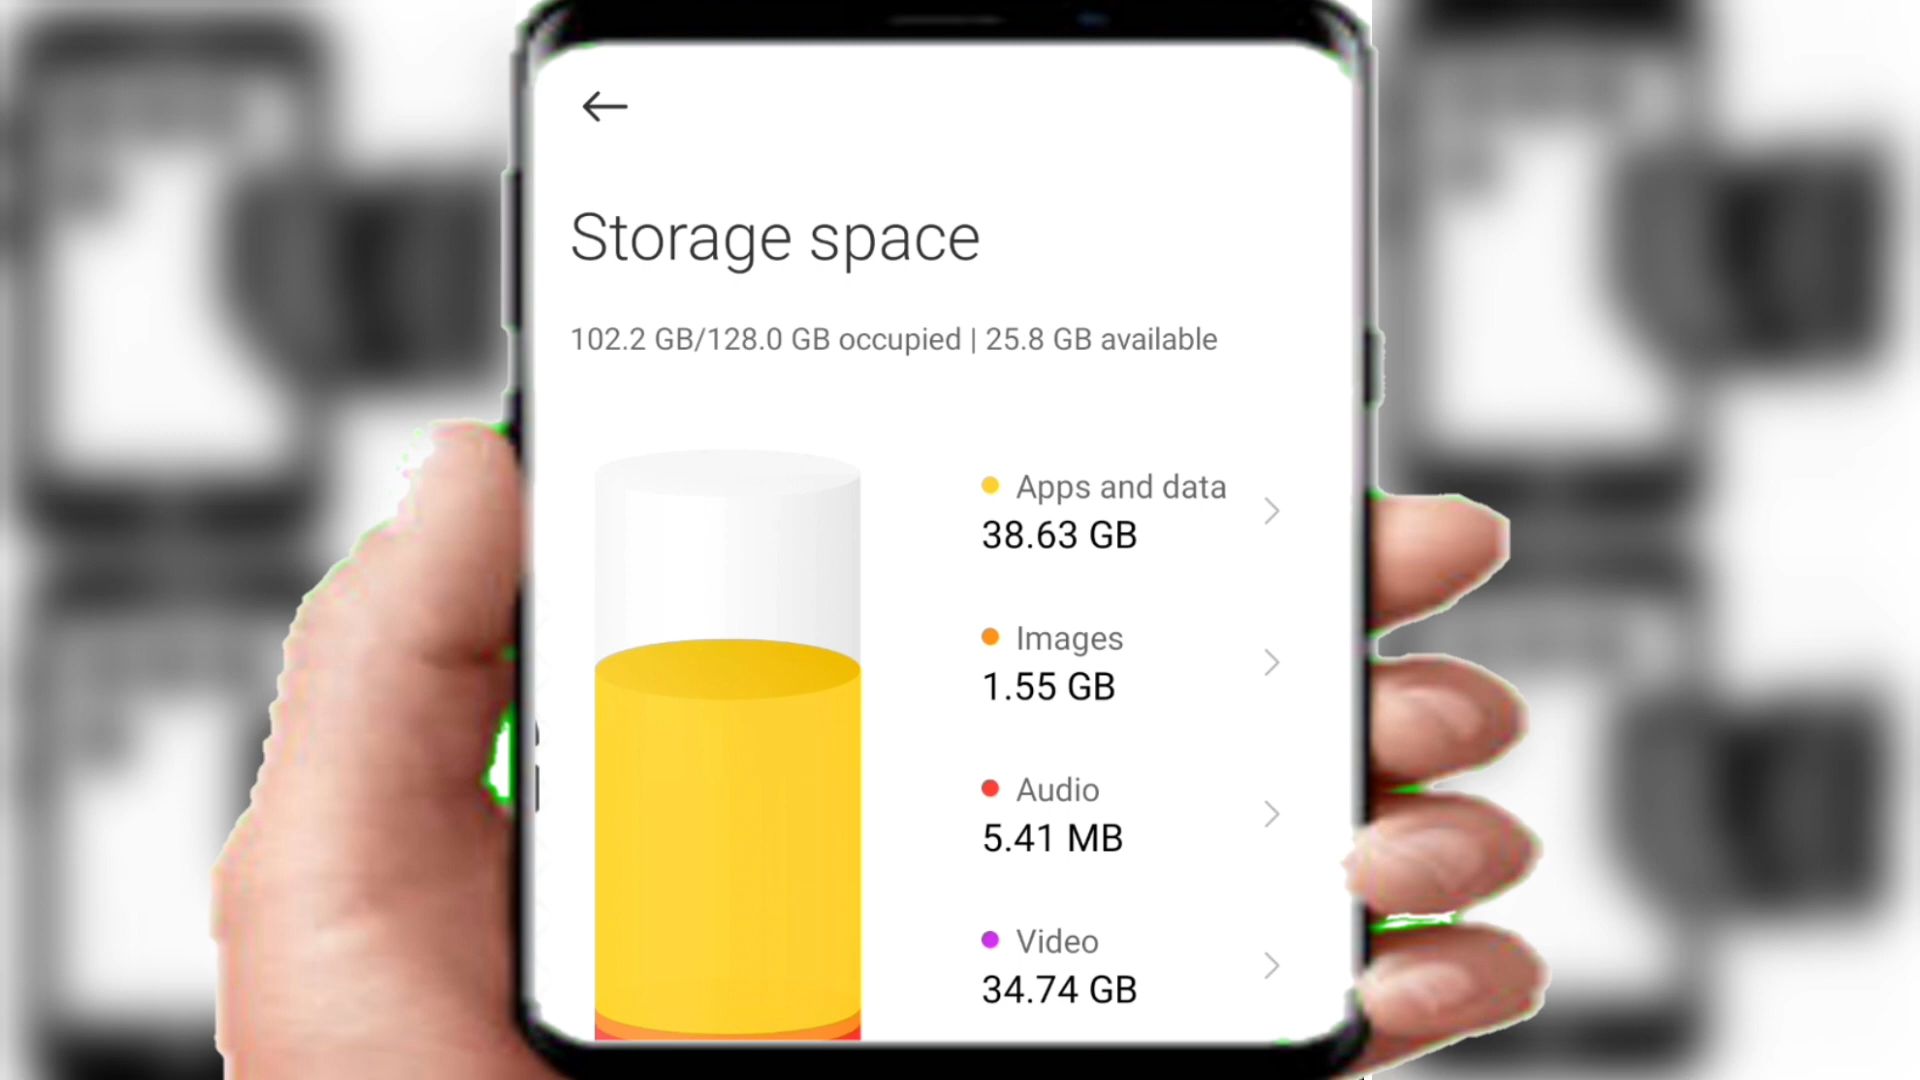 Storage space
102.2 GB/128.0 GB occupied | 25.8 GB available
Apps and data
38.63 GB
Images
1.55 GB
Audio
5.41 MB
Video
34.74 GB